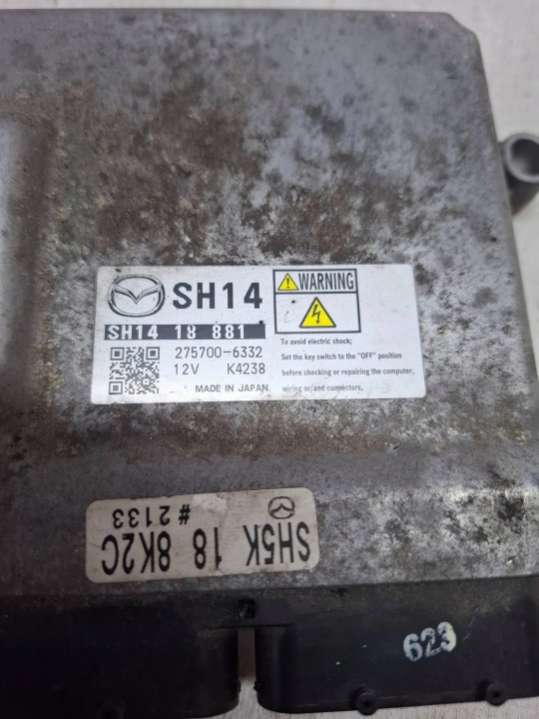 SH14
SH14 18 881
275700-6332
12V K4238
MADE IN JAPAN
WARNING
To avoid electric shock;
Set the key switch to the "OFF" position
before checking or repairing the computer,
wiring or/and connectors.
SH5K 18 8K2C
#2133
623